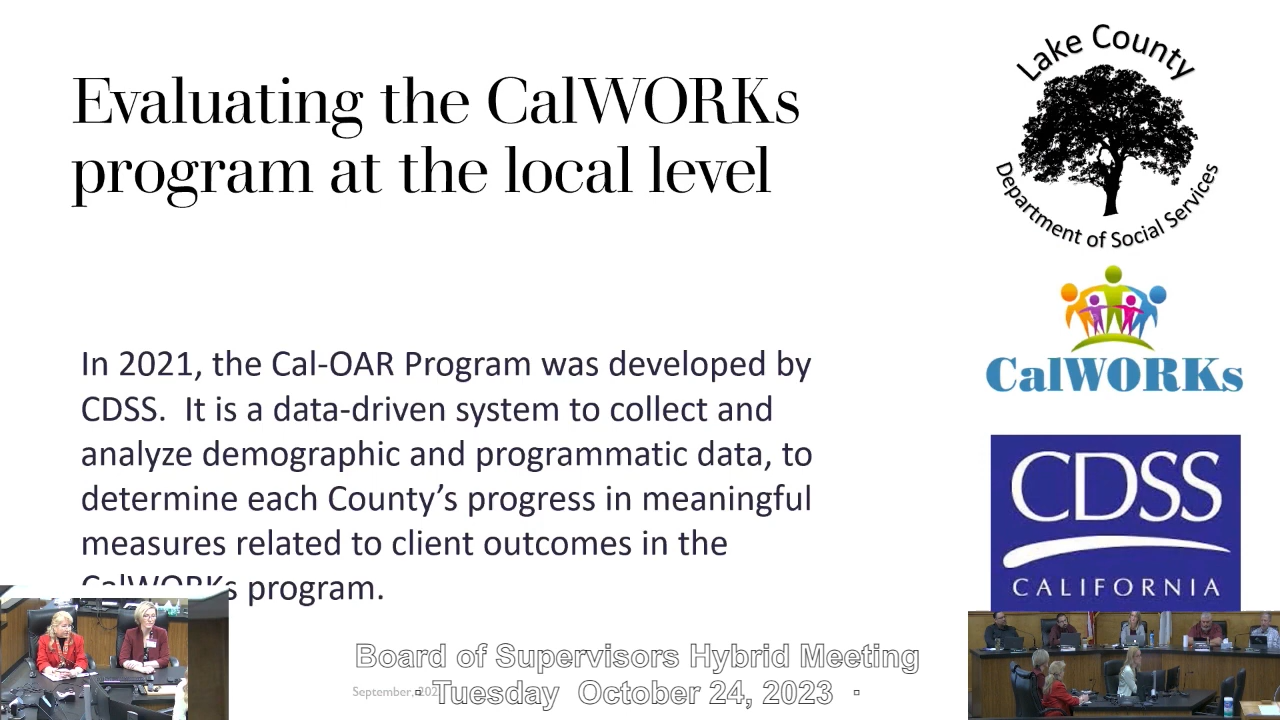 Evaluating the CalWORKs
program at the local level
In 2021, the Cal-OAR Program was developed by
CDSS. It is a data-driven system to collect and
analyze demographic and programmatic data, to
determine each County’s progress in meaningful
measures related to client outcomes in the
CalWORKs program.
Lake County
Department of Social Services
CalWORKs
CDSS
CALIFORNIA
Board of Supervisors Hybrid Meeting
September, 202
· Tuesday October 24, 2023 ·